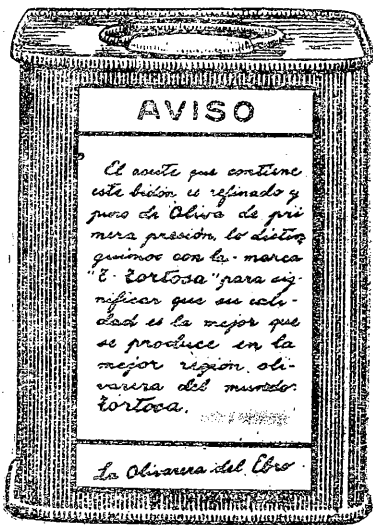 AVISO
El aseite que contiene
este bidón es refinado y
puro de Oliva de pri
mera presión, lo distin
guimos con la marca
"E. tortosa" para sig-
nificar que su cali-
dad es la mejor que
se produce en la
mejor región oli-
varera del mundo:
tortosa.
La Olivarera del Ebro